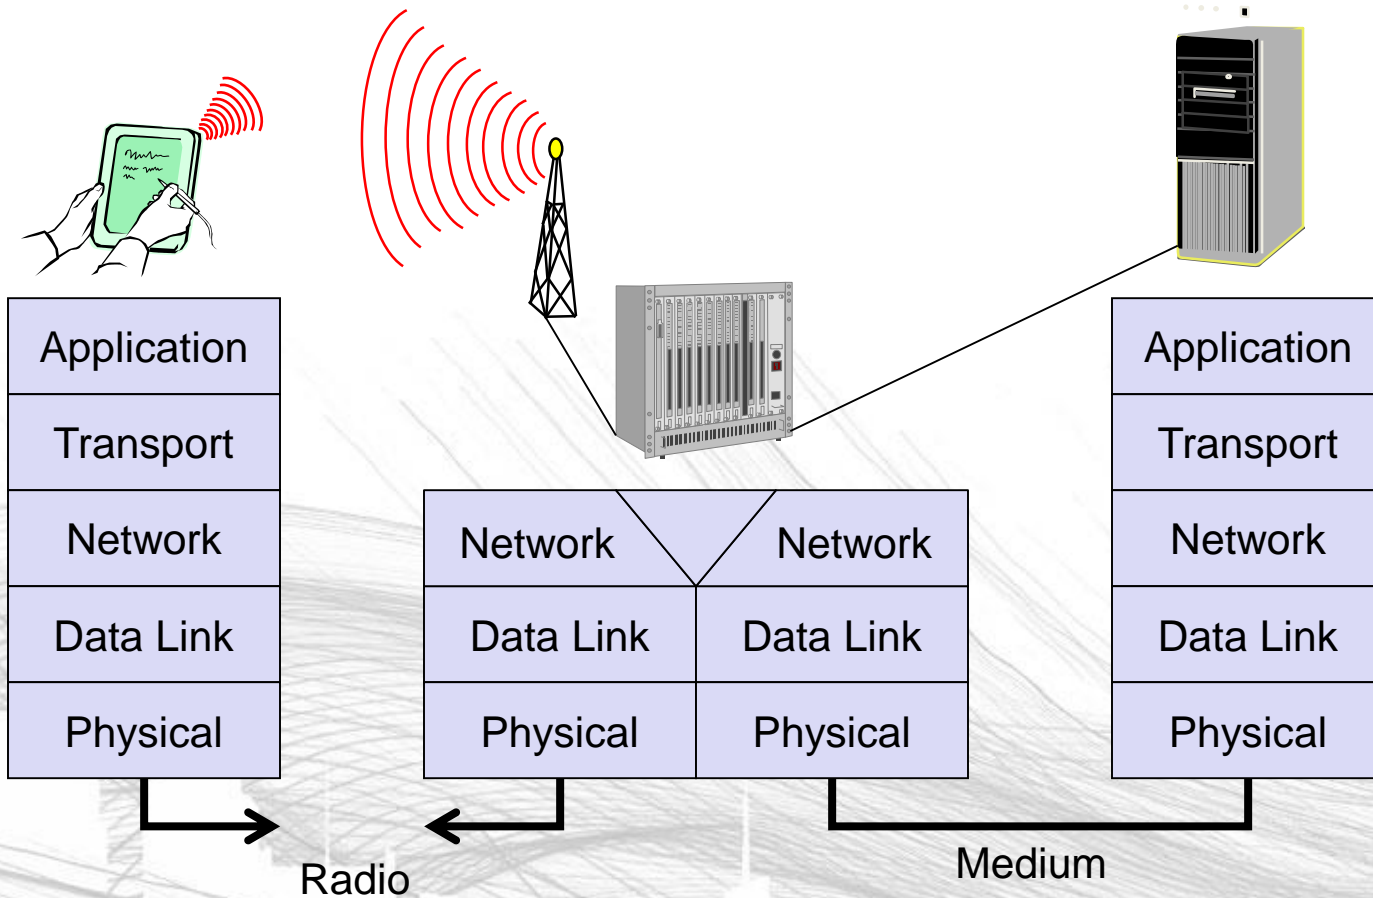 Application
Transport
Network
Data Link
Physical
Network
Data Link
Physical
Network
Data Link
Physical
Application
Transport
Network
Data Link
Physical
Radio
Medium